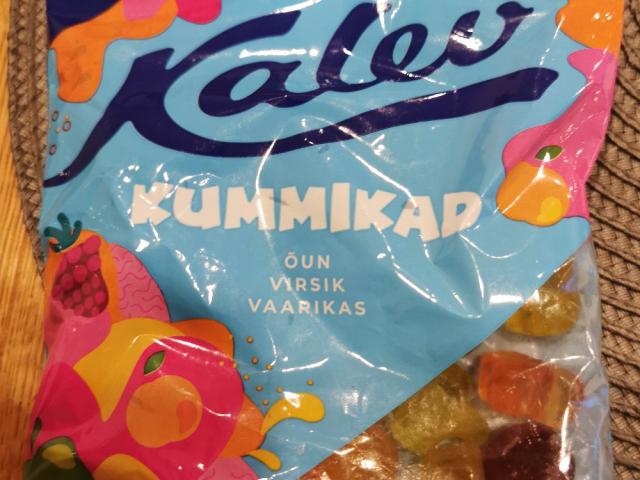 Kalev
KUMMIKAD
ÕUN
VIRSIK
VAARIKAS